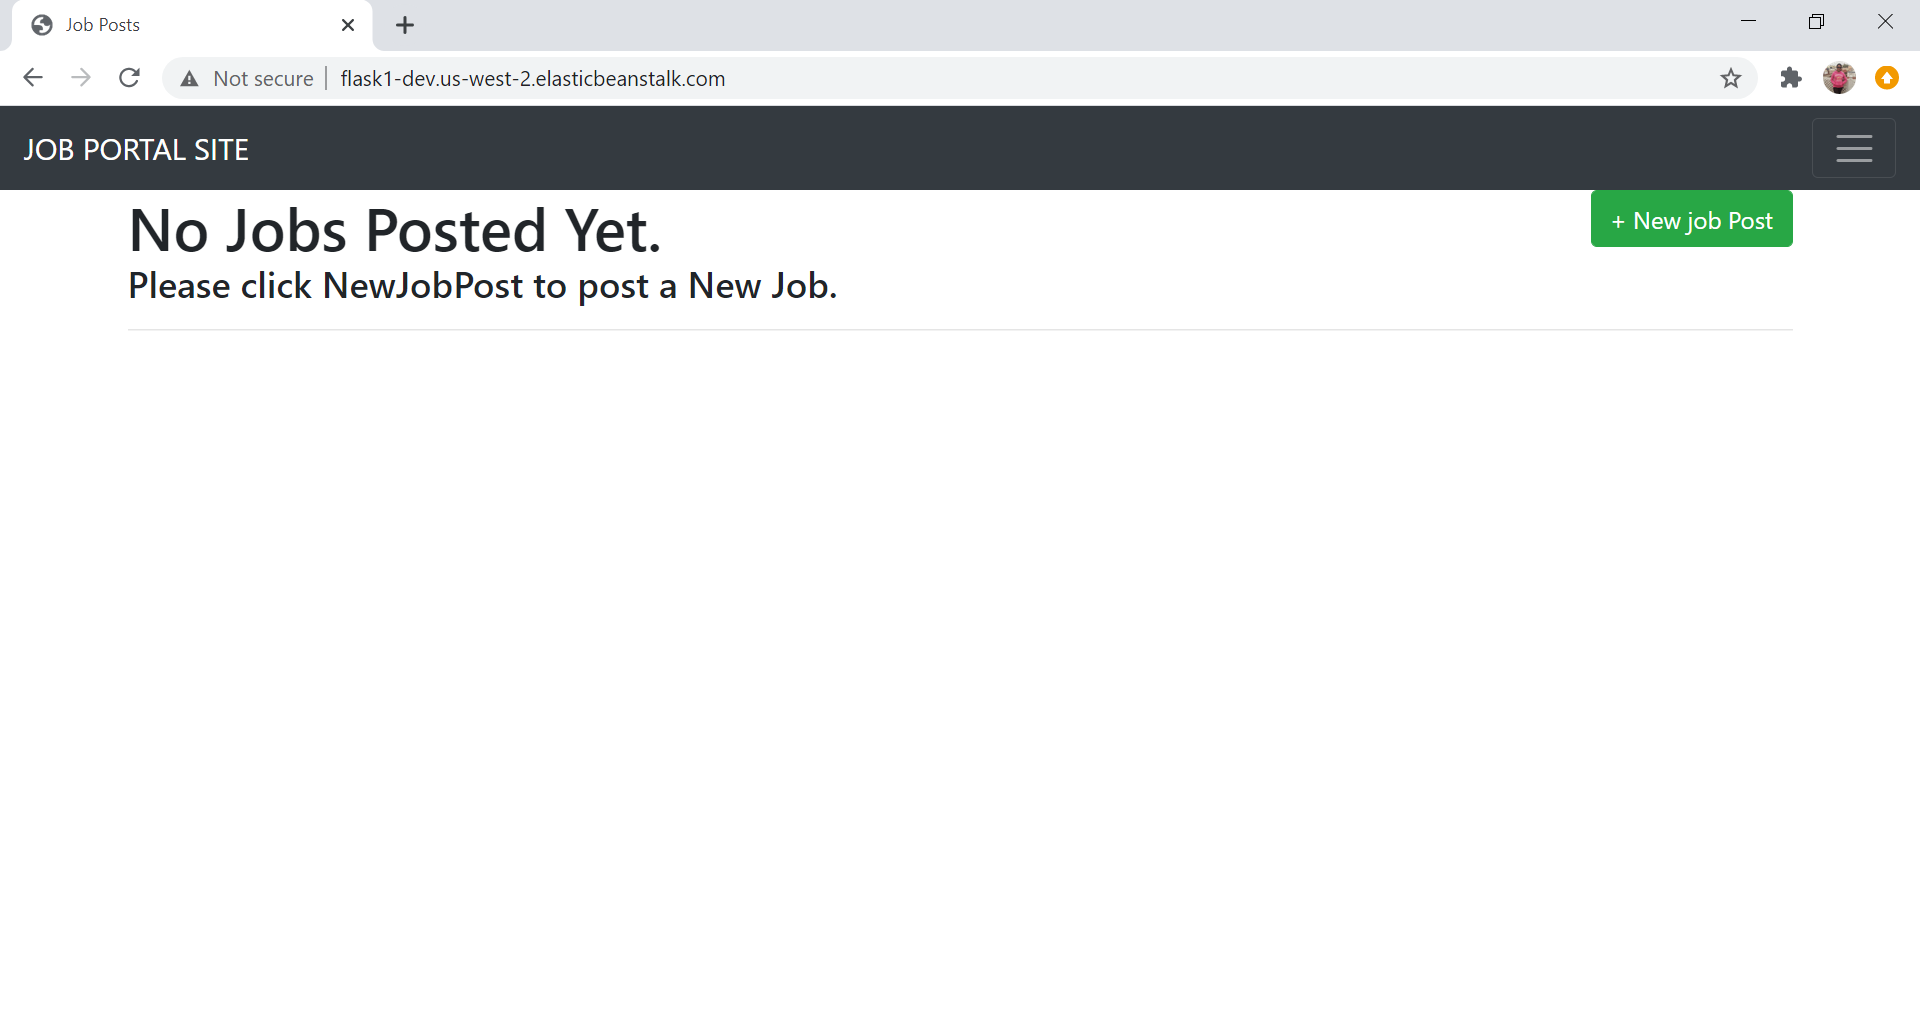 Job Posts
Not secure
flask1-dev.us-west-2.elasticbeanstalk.com
JOB PORTAL SITE
No Jobs Posted Yet.
+ New job Post
Please click NewJobPost to post a New Job.